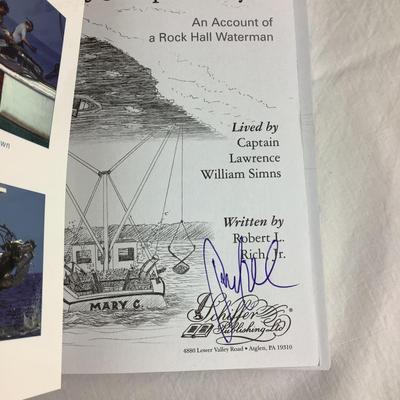 An Account of
a Rock Hall Waterman
Lived by
Captain
Lawrence
William Simns
Written by
Robert L.
Rich, Jr.
MARY C.
Schiffer
Publishing Ltd
4880 Lower Valley Road • Atglen, PA 19310